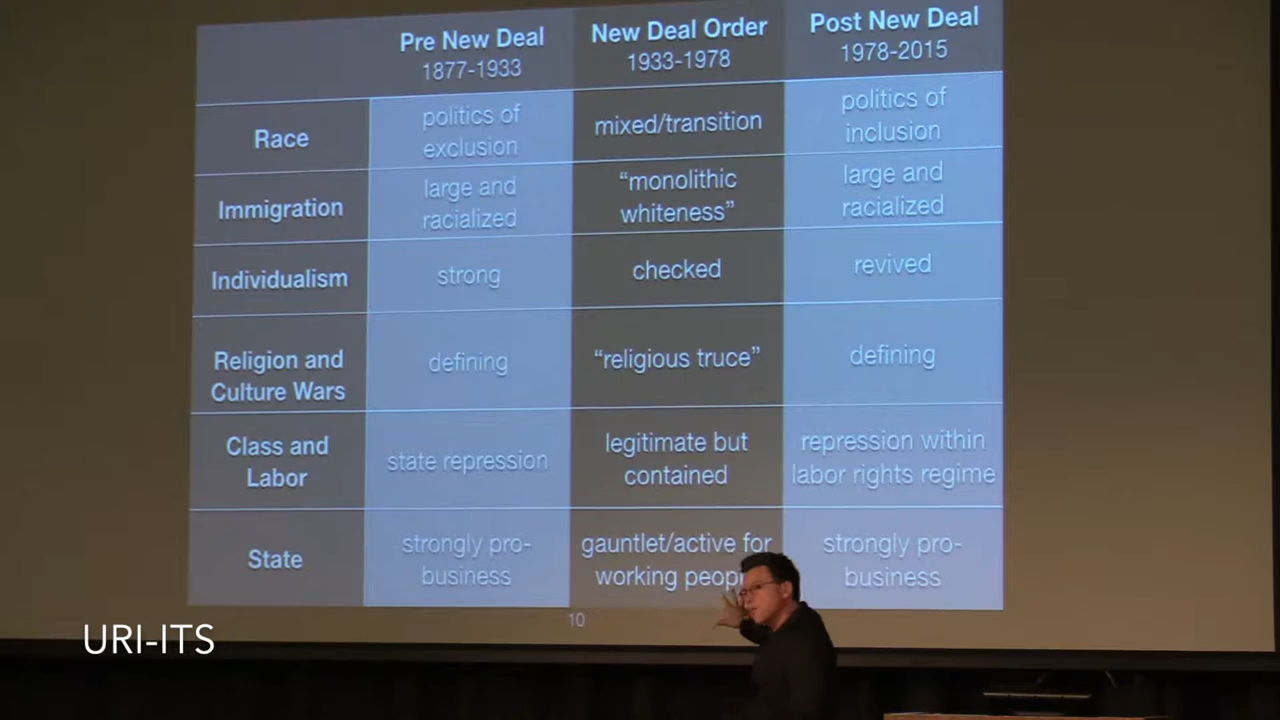 Pre New Deal
1877-1933
New Deal Order
1933-1978
Post New Deal
1978-2015
Race
politics of
exclusion
mixed/transition
politics of
inclusion
Immigration
large and
racialized
“monolithic
whiteness”
large and
racialized
Individualism
strong
checked
revived
Religion and
Culture Wars
defining
“religious truce”
defining
Class and
Labor
state repression
legitimate but
contained
repression within
labor rights regime
State
strongly pro-
business
gauntlet/active for
working
strongly pro-
business
10
URI-ITS